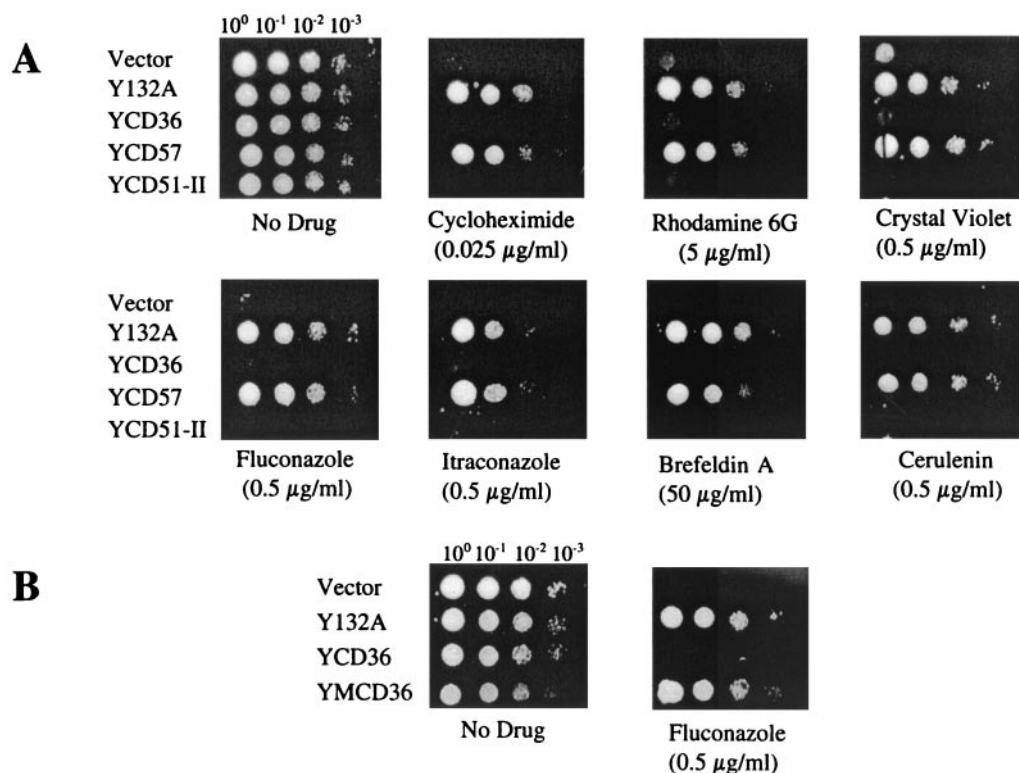 A
10⁰ 10⁻¹ 10⁻² 10⁻³
Vector
Y132A
YCD36
YCD57
YCD51-II
No Drug
Cycloheximide
(0.025 µg/ml)
Rhodamine 6G
(5 µg/ml)
Crystal Violet
(0.5 µg/ml)
Vector
Y132A
YCD36
YCD57
YCD51-II
Fluconazole
(0.5 µg/ml)
Itraconazole
(0.5 µg/ml)
Brefeldin A
(50 µg/ml)
Cerulenin
(0.5 µg/ml)
B
10⁰ 10⁻¹ 10⁻² 10⁻³
Vector
Y132A
YCD36
YMCD36
No Drug
Fluconazole
(0.5 µg/ml)